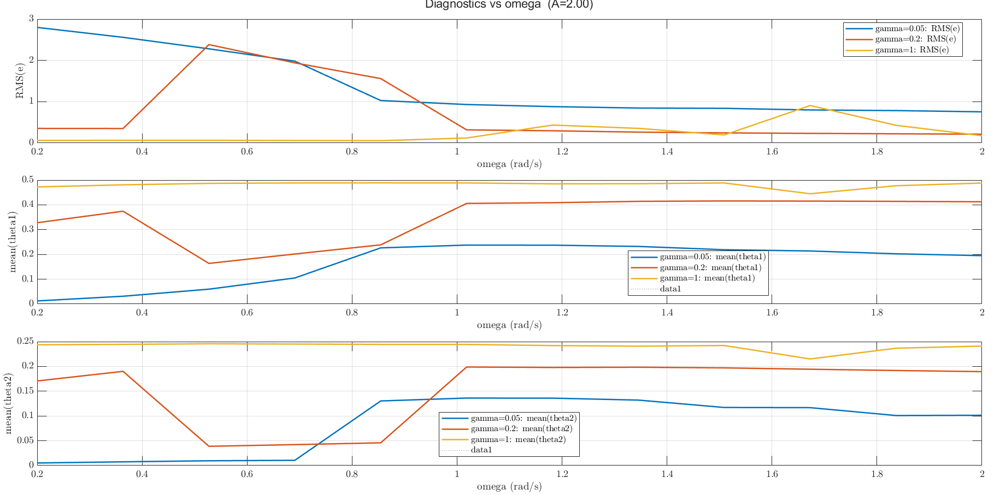 Diagnostics vs omega (A=2.00)
3
2
1
0
RMS(e)
gamma=0.05: RMS(e)
gamma=0.2: RMS(e)
gamma=1: RMS(e)
0.2 0.4 0.6 0.8 1 1.2 1.4 1.6 1.8 2
omega (rad/s)
0.5
0.4
0.3
0.2
0.1
0
mean(theta1)
gamma=0.05: mean(theta1)
gamma=0.2: mean(theta1)
gamma=1: mean(theta1)
data1
0.2 0.4 0.6 0.8 1 1.2 1.4 1.6 1.8 2
omega (rad/s)
0.25
0.2
0.15
0.1
0.05
0
mean(theta2)
gamma=0.05: mean(theta2)
gamma=0.2: mean(theta2)
gamma=1: mean(theta2)
data1
0.2 0.4 0.6 0.8 1 1.2 1.4 1.6 1.8 2
omega (rad/s)